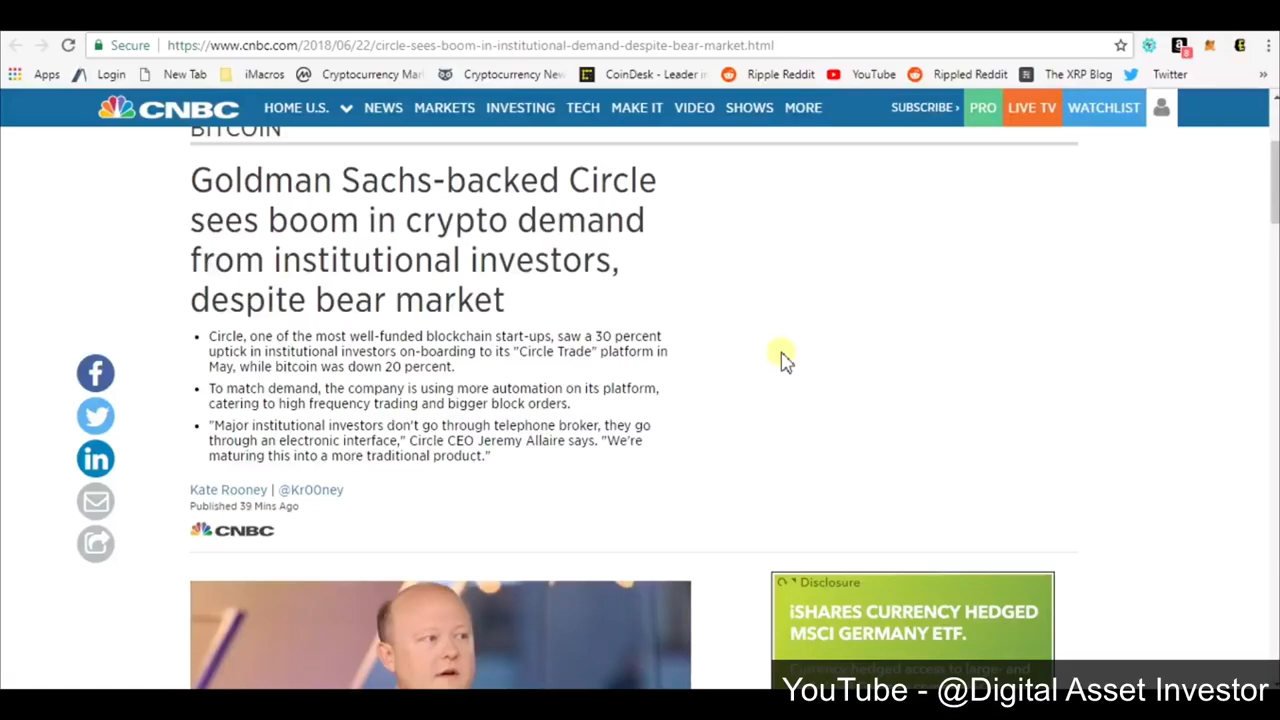 Secure https://www.cnbc.com/2018/06/22/circle-sees-boom-in-institutional-demand-despite-bear-market.html
Apps Login New Tab iMacros Cryptocurrency Mar Cryptocurrency New CoinDesk - Leader i Ripple Reddit YouTube Rippled Reddit The XRP Blog Twitter »
CNBC HOME U.S. NEWS MARKETS INVESTING TECH MAKE IT VIDEO SHOWS MORE SUBSCRIBE › PRO LIVE TV WATCHLIST
BITCOIN
Goldman Sachs-backed Circle
sees boom in crypto demand
from institutional investors,
despite bear market
• Circle, one of the most well-funded blockchain start-ups, saw a 30 percent
uptick in institutional investors on-boarding to its "Circle Trade" platform in
May, while bitcoin was down 20 percent.
• To match demand, the company is using more automation on its platform,
catering to high frequency trading and bigger block orders.
• "Major institutional investors don't go through telephone broker, they go
through an electronic interface," Circle CEO Jeremy Allaire says. "We're
maturing this into a more traditional product."
Kate Rooney | @Kr00ney
Published 39 Mins Ago
CNBC
Disclosure
iSHARES CURRENCY HEDGED
MSCI GERMANY ETF.
Currency-hedged access to large- and
YouTube - @Digital Asset Investor